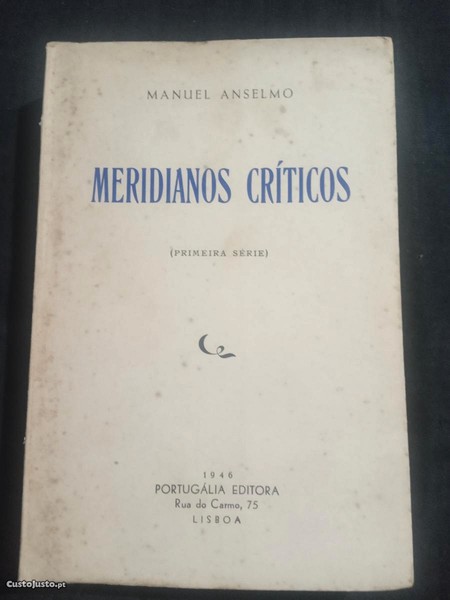 MANUEL ANSELMO
MERIDIANOS CRÍTICOS
(PRIMEIRA SÉRIE)
1946
PORTUGÁLIA EDITORA
Rua do Carmo, 75
LISBOA
CustoJusto.pt